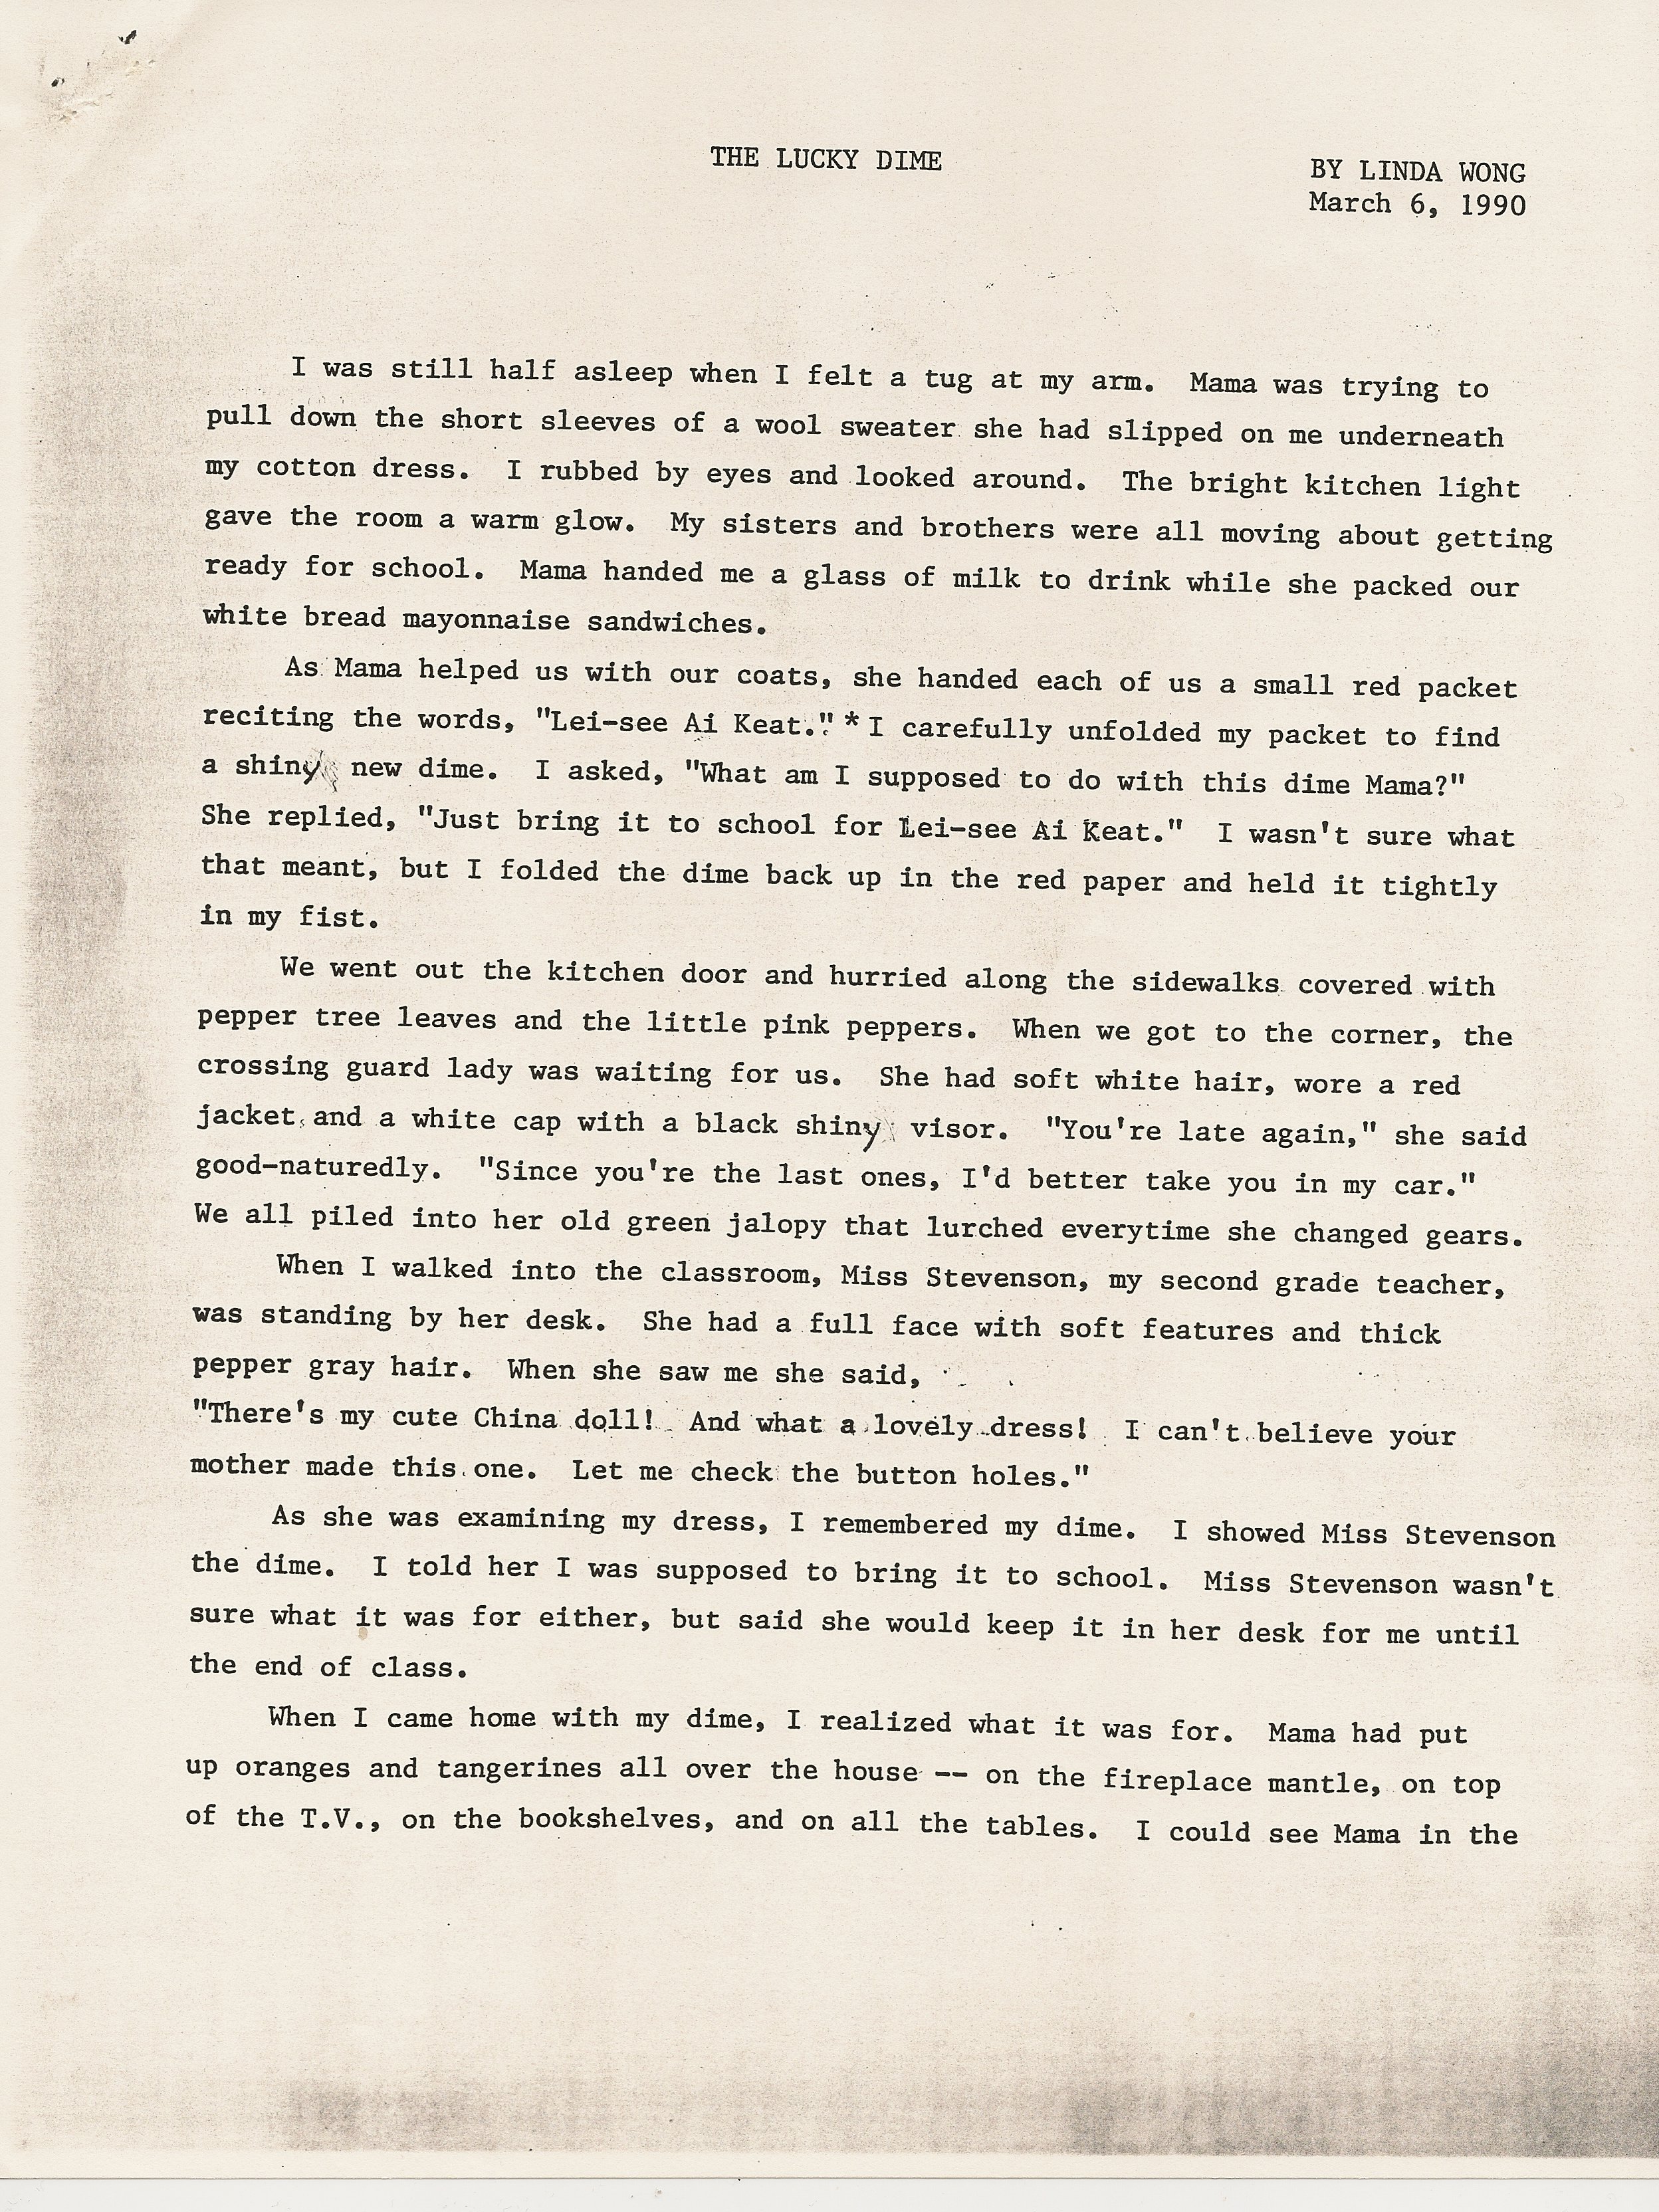 THE LUCKY DIME
BY LINDA WONG
March 6, 1990
I was still half asleep when I felt a tug at my arm.  Mama was trying to
pull down the short sleeves of a wool sweater she had slipped on me underneath
my cotton dress.  I rubbed by eyes and looked around.  The bright kitchen light
gave the room a warm glow.  My sisters and brothers were all moving about getting
ready for school.  Mama handed me a glass of milk to drink while she packed our
white bread mayonnaise sandwiches.
As Mama helped us with our coats, she handed each of us a small red packet
reciting the words, "Lei-see Ai Keat." * I carefully unfolded my packet to find
a shiny new dime.  I asked, "What am I supposed to do with this dime Mama?"
She replied, "Just bring it to school for Lei-see Ai Keat."  I wasn't sure what
that meant, but I folded the dime back up in the red paper and held it tightly
in my fist.
We went out the kitchen door and hurried along the sidewalks covered with
pepper tree leaves and the little pink peppers.  When we got to the corner, the
crossing guard lady was waiting for us.  She had soft white hair, wore a red
jacket and a white cap with a black shiny visor.  "You're late again," she said
good-naturedly.  "Since you're the last ones, I'd better take you in my car."
We all piled into her old green jalopy that lurched everytime she changed gears.
When I walked into the classroom, Miss Stevenson, my second grade teacher,
was standing by her desk.  She had a full face with soft features and thick
pepper gray hair.  When she saw me she said,
"There's my cute China doll!  And what a lovely dress!  I can't believe your
mother made this one.  Let me check the button holes."
As she was examining my dress, I remembered my dime.  I showed Miss Stevenson
the dime.  I told her I was supposed to bring it to school.  Miss Stevenson wasn't
sure what it was for either, but said she would keep it in her desk for me until
the end of class.
When I came home with my dime, I realized what it was for.  Mama had put
up oranges and tangerines all over the house -- on the fireplace mantle, on top
of the T.V., on the bookshelves, and on all the tables.  I could see Mama in the